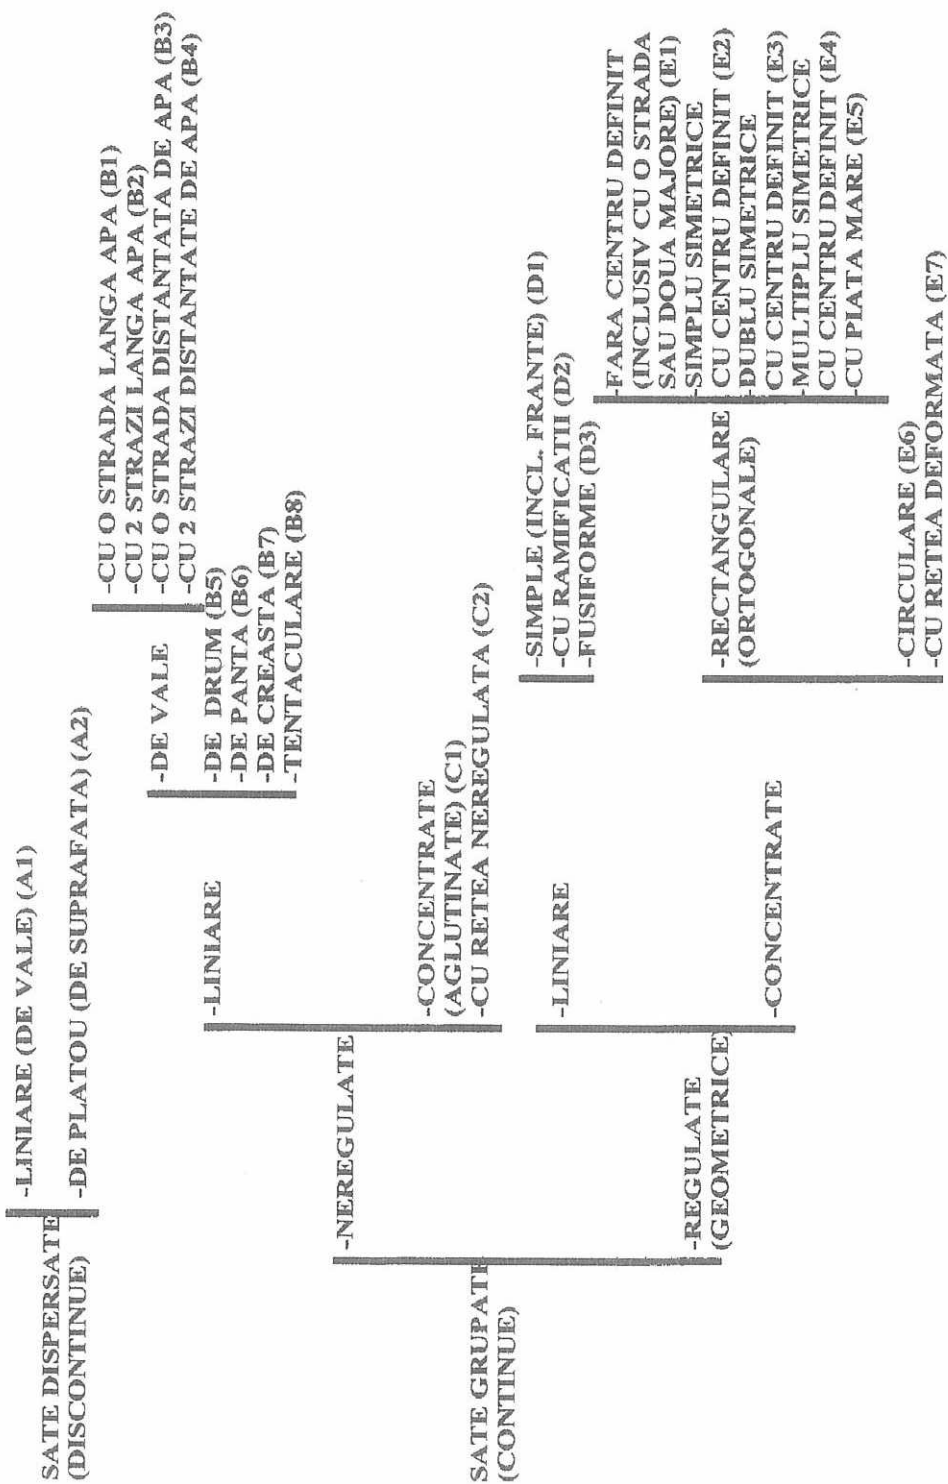 SATE DISPERSATE
(DISCONTINUE)
-LINIARE (DE VALE) (A1)
-DE PLATOU (DE SUPRAFATA) (A2)
SATE GRUPATE
(CONTINUE)
-NEREGULATE
-LINIARE
-DE VALE
-CU O STRADA LANGA APA (B1)
-CU 2 STRAZI LANGA APA (B2)
-CU O STRADA DISTANTATA DE APA (B3)
-CU 2 STRAZI DISTANTATE DE APA (B4)
-DE DRUM (B5)
-DE PANTA (B6)
-DE CREASTA (B7)
-TENTACULARE (B8)
-CONCENTRATE
(AGLUTINATE) (C1)
-CU RETEA NEREGULATA (C2)
-REGULATE
(GEOMETRICE)
-LINIARE
-SIMPLE (INCL. FRANTE) (D1)
-CU RAMIFICATII (D2)
-FUSIFORME (D3)
-CONCENTRATE
-RECTANGULARE
(ORTOGONALE)
-FARA CENTRU DEFINIT
(INCLUSIV CU O STRADA
SAU DOUA MAJORE) (E1)
-SIMPLU SIMETRICE
CU CENTRU DEFINIT (E2)
-DUBLU SIMETRICE
CU CENTRU DEFINIT (E3)
-MULTIPLU SIMETRICE
CU CENTRU DEFINIT (E4)
-CU PIATA MARE (E5)
-CIRCULARE (E6)
-CU RETEA DEFORMATA (E7)